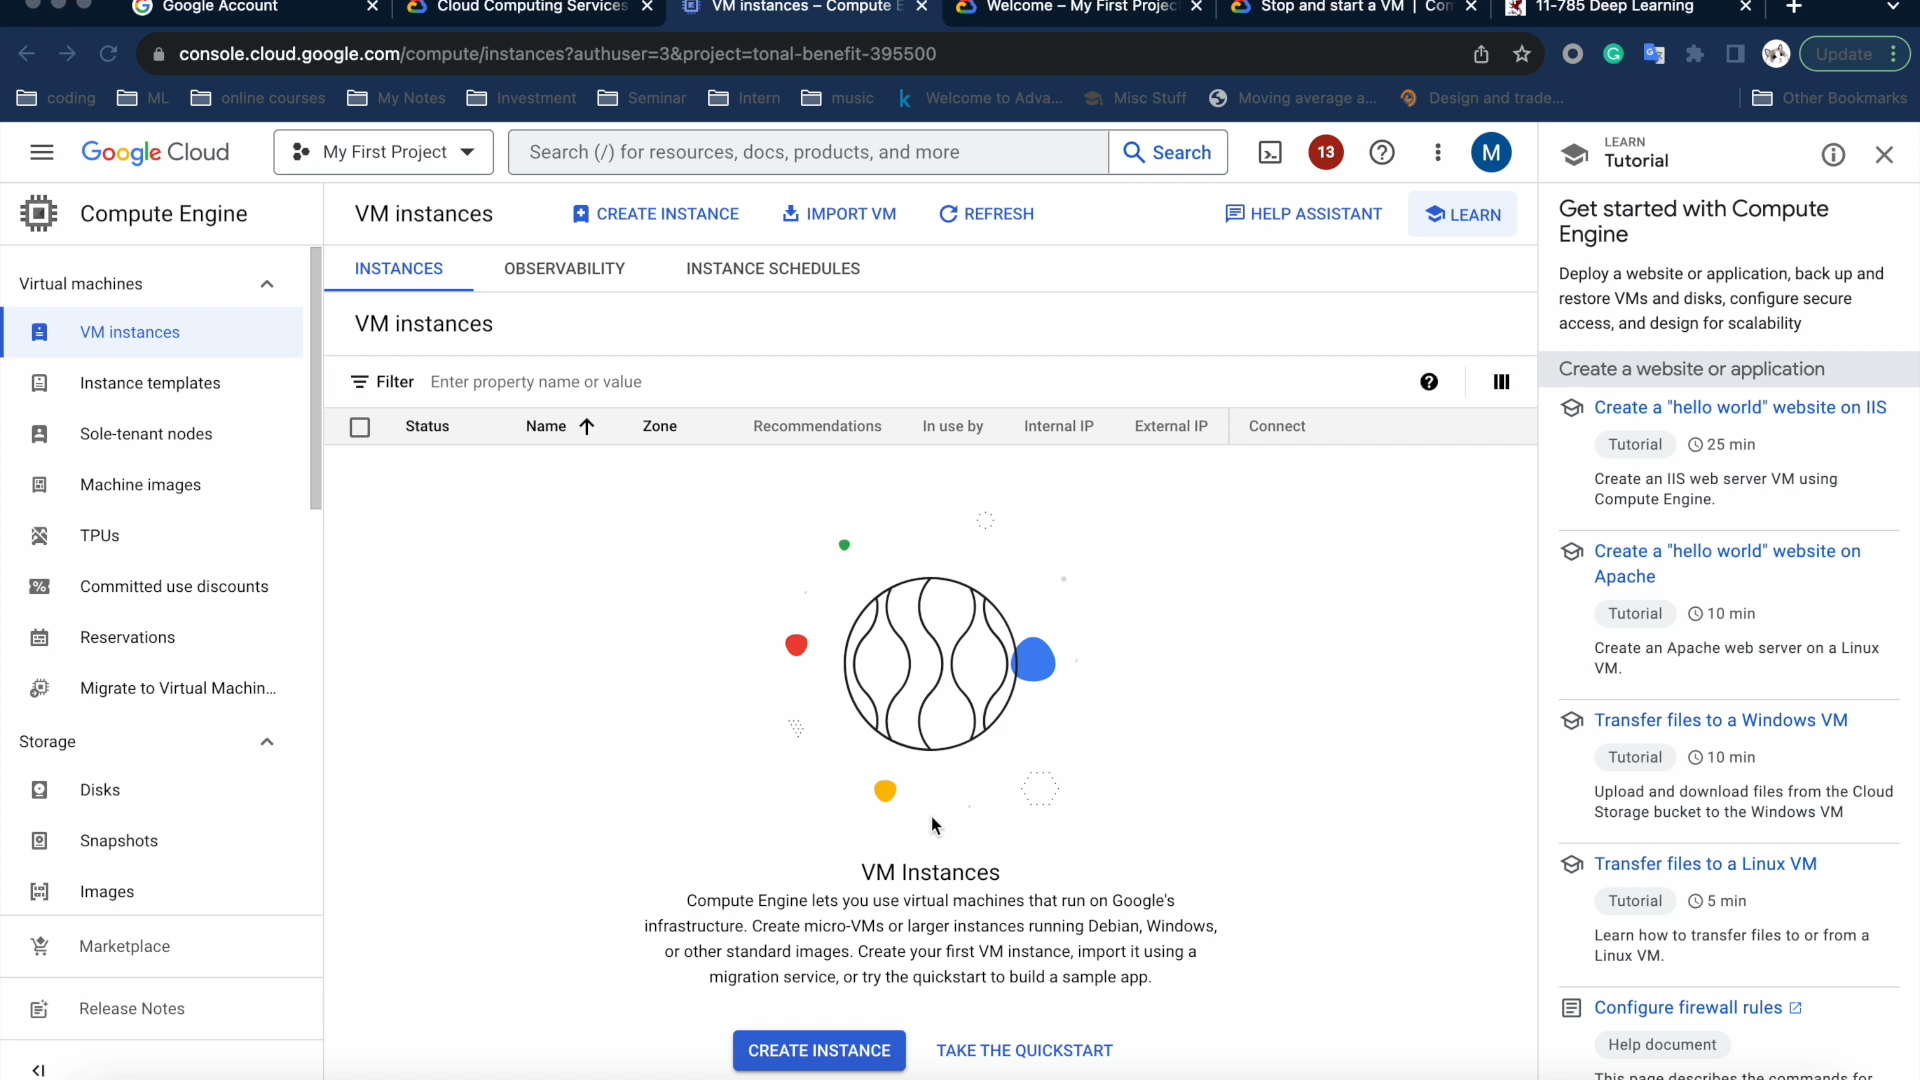 Google Account
Cloud Computing Services
VM instances – Compute E
Welcome – My First Projec
Stop and start a VM | Con
11-785 Deep Learning
console.cloud.google.com/compute/instances?authuser=3&project=tonal-benefit-395500
Update
coding
ML
online courses
My Notes
Investment
Seminar
Intern
music
Welcome to Adva...
Misc Stuff
Moving average a...
Design and trade...
Other Bookmarks
Google Cloud
My First Project
Search (/) for resources, docs, products, and more
Search
13
M
LEARN
Tutorial
Compute Engine
VM instances
CREATE INSTANCE
IMPORT VM
REFRESH
HELP ASSISTANT
LEARN
Virtual machines
VM instances
Instance templates
Sole-tenant nodes
Machine images
TPUs
Committed use discounts
Reservations
Migrate to Virtual Machin...
Storage
Disks
Snapshots
Images
Marketplace
Release Notes
INSTANCES
OBSERVABILITY
INSTANCE SCHEDULES
VM instances
Filter
Enter property name or value
Status
Name
Zone
Recommendations
In use by
Internal IP
External IP
Connect
VM Instances
Compute Engine lets you use virtual machines that run on Google's
infrastructure. Create micro-VMs or larger instances running Debian, Windows,
or other standard images. Create your first VM instance, import it using a
migration service, or try the quickstart to build a sample app.
CREATE INSTANCE
TAKE THE QUICKSTART
Get started with Compute
Engine
Deploy a website or application, back up and
restore VMs and disks, configure secure
access, and design for scalability
Create a website or application
Create a "hello world" website on IIS
Tutorial
25 min
Create an IIS web server VM using
Compute Engine.
Create a "hello world" website on
Apache
Tutorial
10 min
Create an Apache web server on a Linux
VM.
Transfer files to a Windows VM
Tutorial
10 min
Upload and download files from the Cloud
Storage bucket to the Windows VM
Transfer files to a Linux VM
Tutorial
5 min
Learn how to transfer files to or from a
Linux VM.
Configure firewall rules
Help document
This page describes the commands for